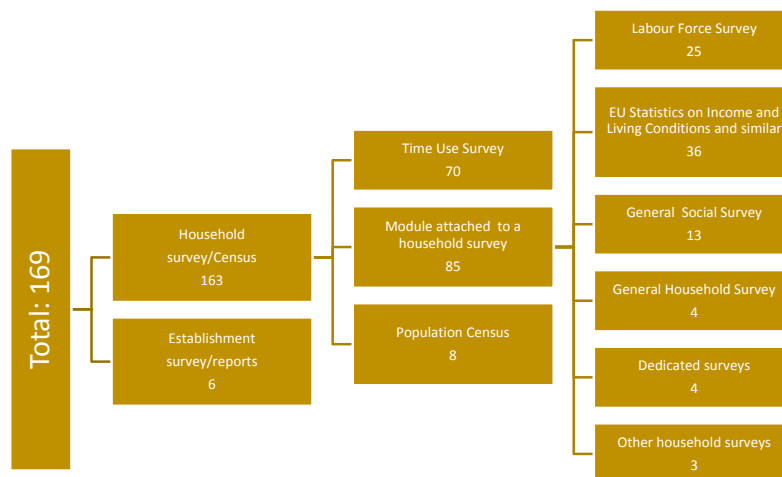 Total: 169
Household
survey/Census
163
Establishment
survey/reports
6
Time Use Survey
70
Module attached to a
household survey
85
Population Census
8
Labour Force Survey
25
EU Statistics on Income and
Living Conditions and similar
36
General Social Survey
13
General Household Survey
4
Dedicated surveys
4
Other household surveys
3